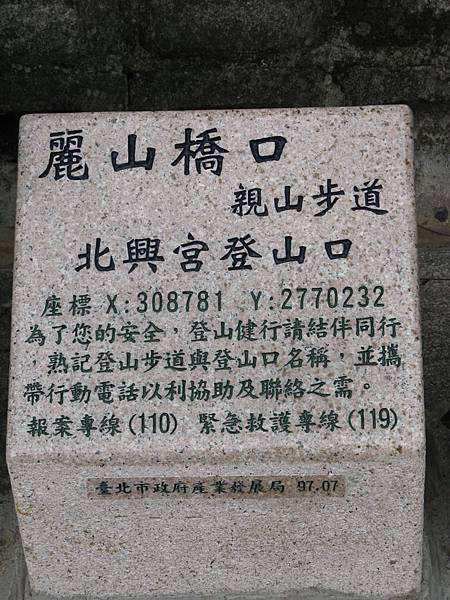 麗山橋口
親山步道
北興宮登山口
座標 X:308781 Y:2770232
為了您的安全，登山健行請結伴同行
，熟記登山步道與登山口名稱，並攜
帶行動電話以利協助及聯絡之需。
報案專線(110) 緊急救護專線(119)
臺北市政府產業發展局 97.07